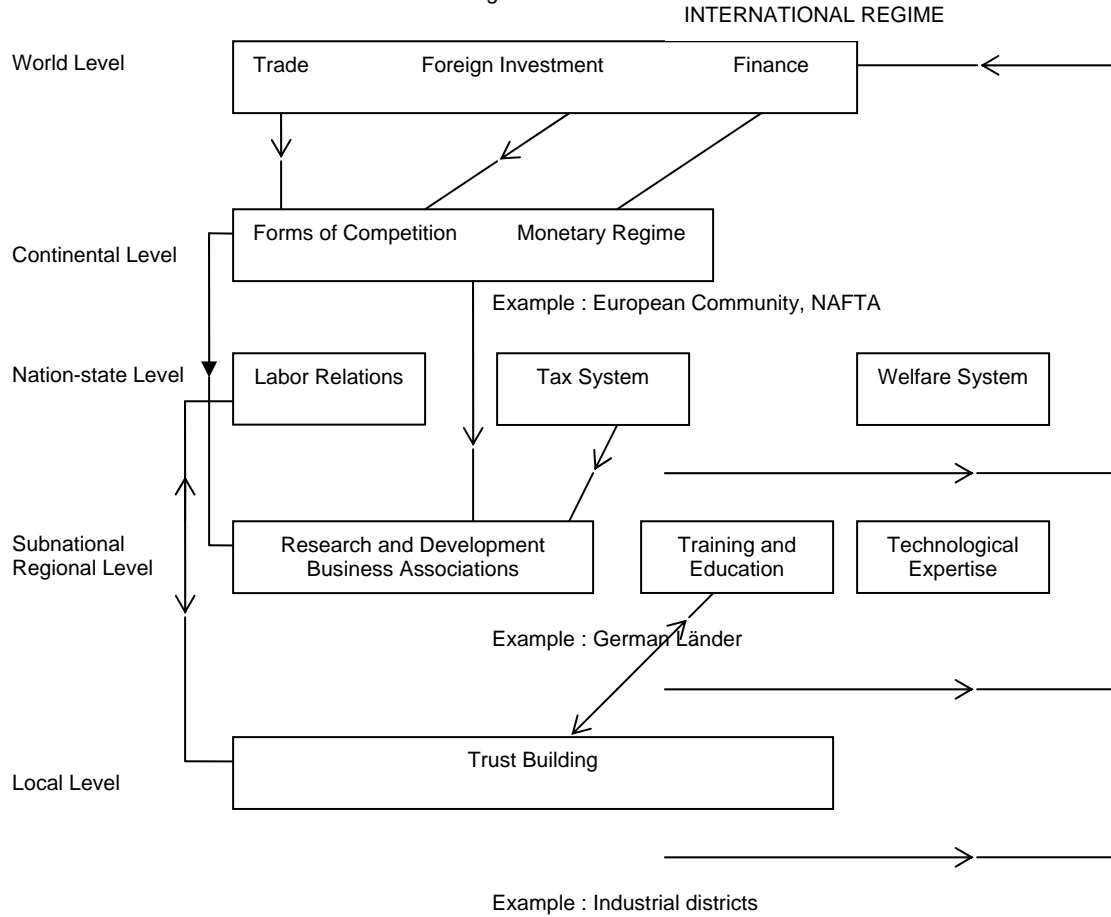 INTERNATIONAL REGIME
World Level
Trade Foreign Investment Finance
Continental Level
Forms of Competition Monetary Regime
Example : European Community, NAFTA
Nation-state Level
Labor Relations
Tax System
Welfare System
Subnational
Regional Level
Research and Development
Business Associations
Training and
Education
Technological
Expertise
Example : German Länder
Local Level
Trust Building
Example : Industrial districts